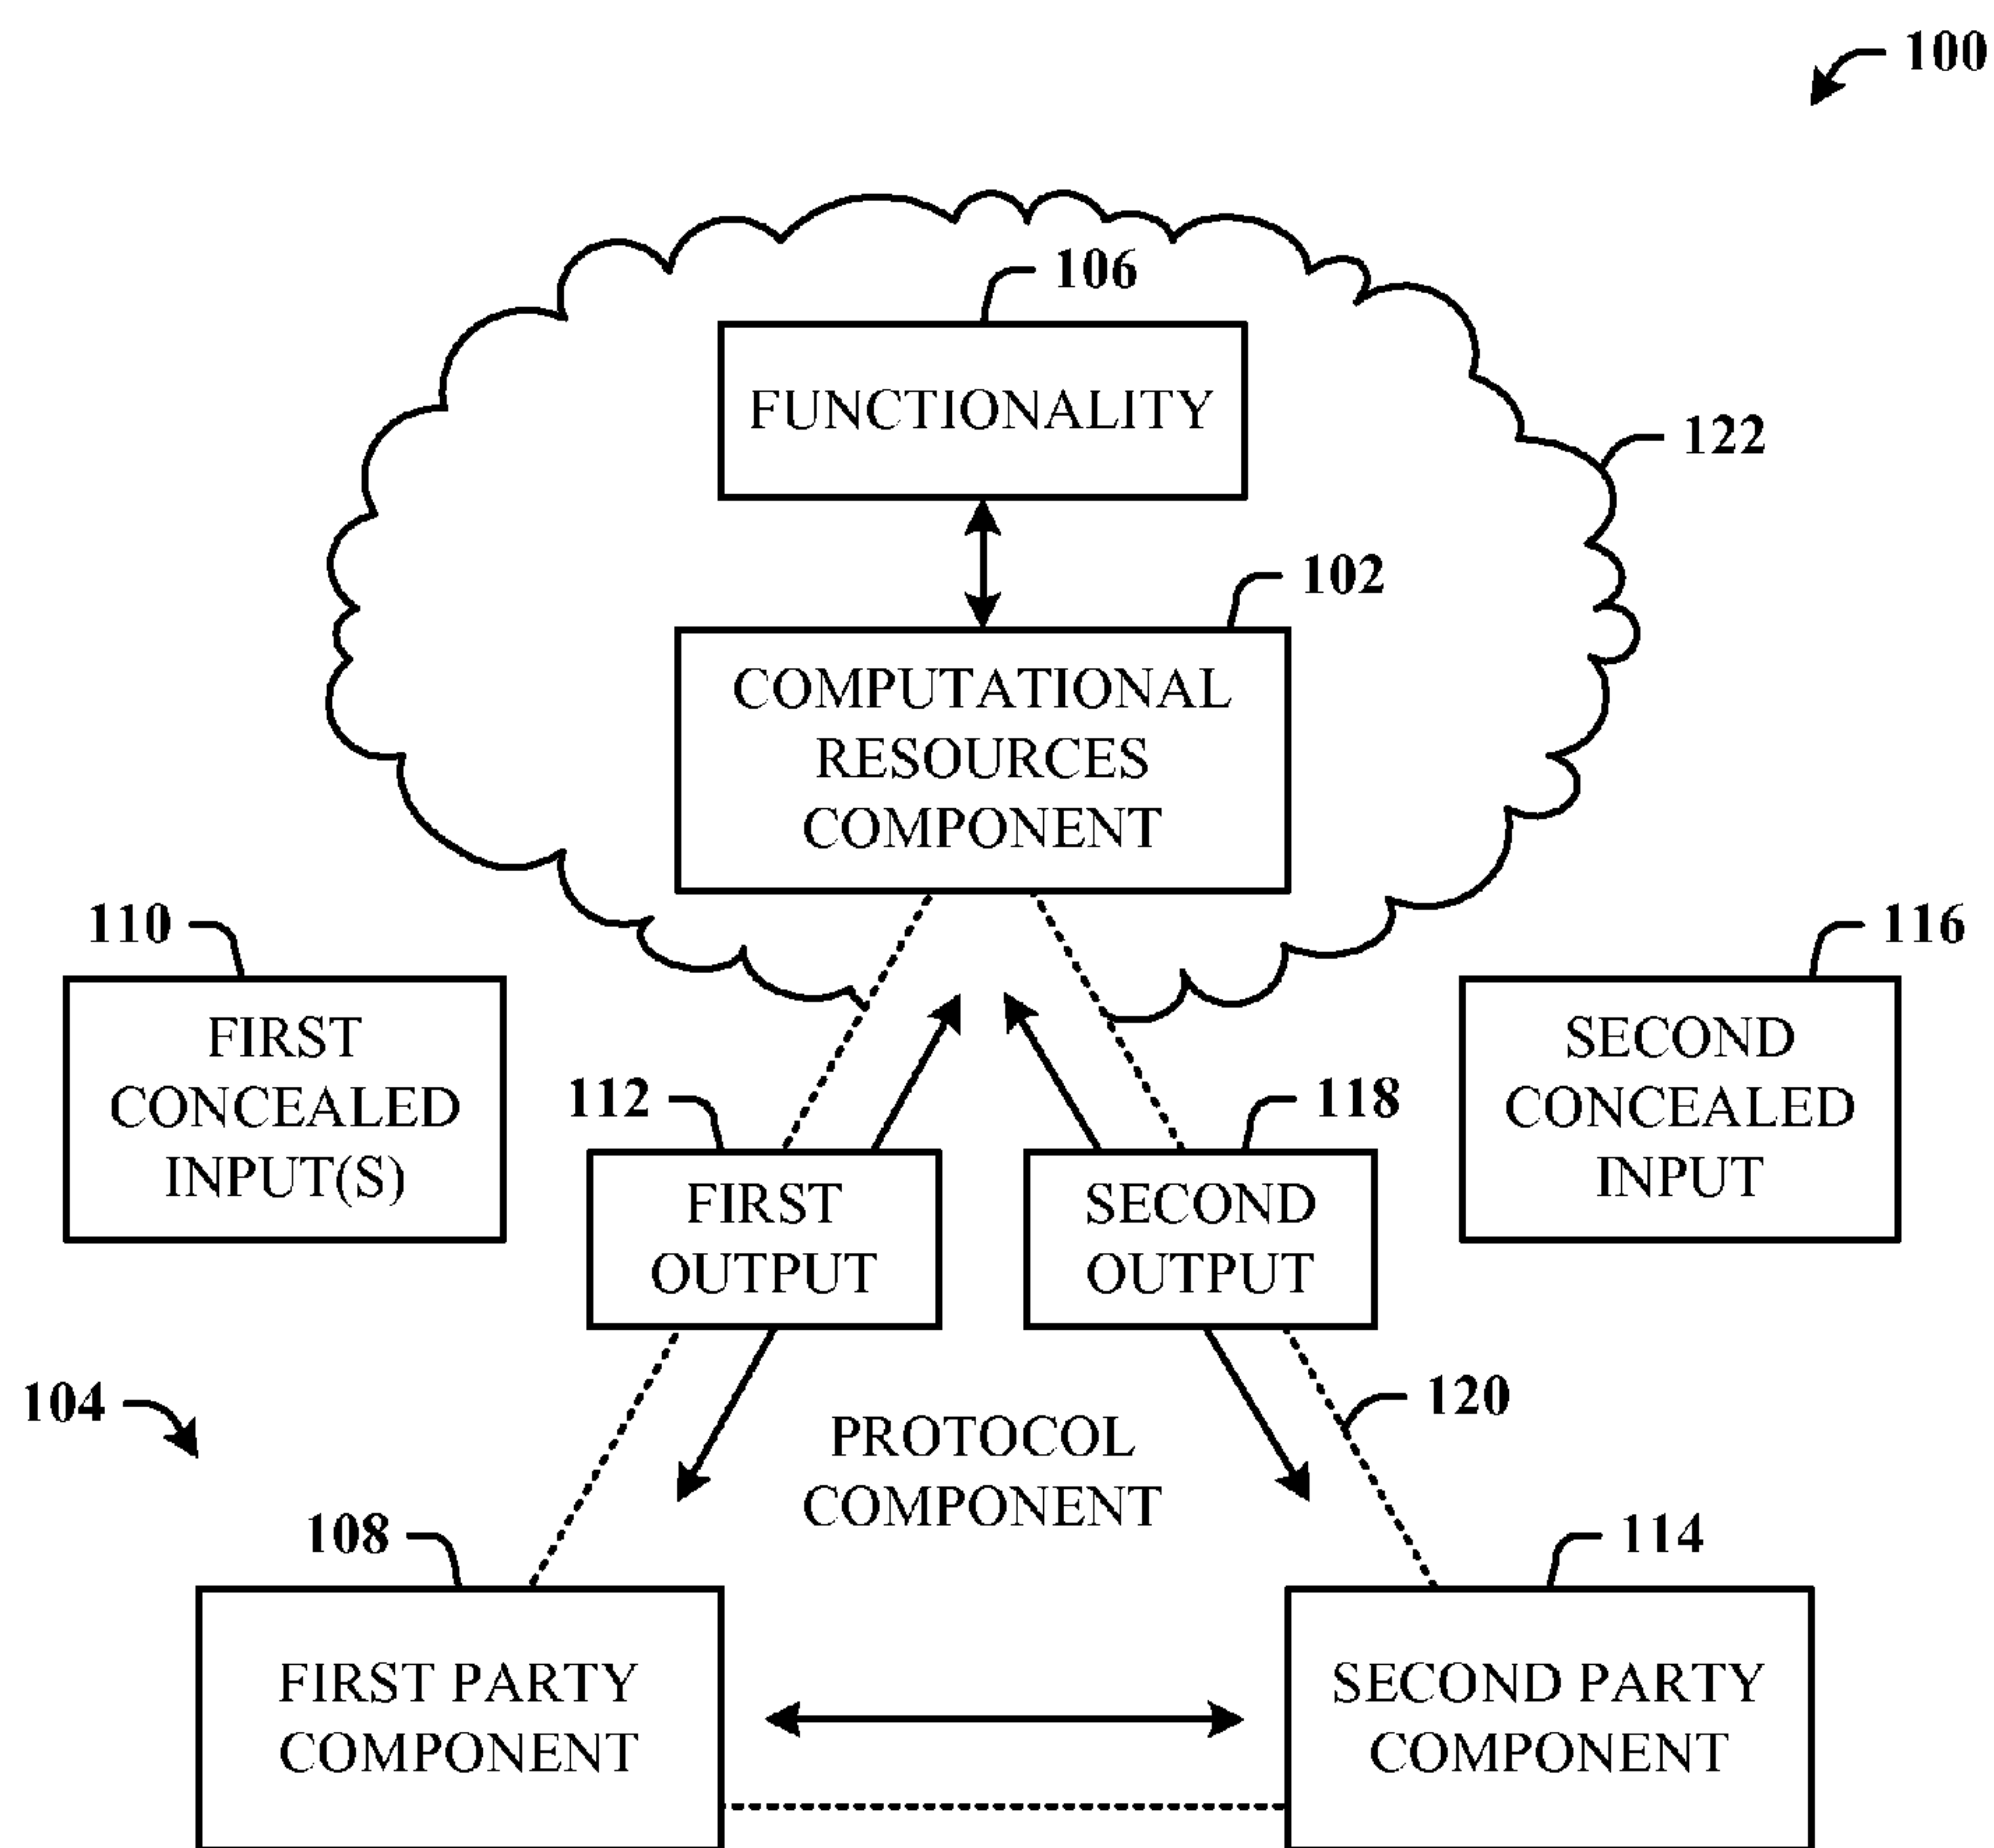 100
106
FUNCTIONALITY
122
102
COMPUTATIONAL
RESOURCES
COMPONENT
110
116
FIRST
CONCEALED
INPUT(S)
SECOND
CONCEALED
INPUT
112
118
FIRST
OUTPUT
SECOND
OUTPUT
104
120
PROTOCOL
COMPONENT
108
114
FIRST PARTY
COMPONENT
SECOND PARTY
COMPONENT